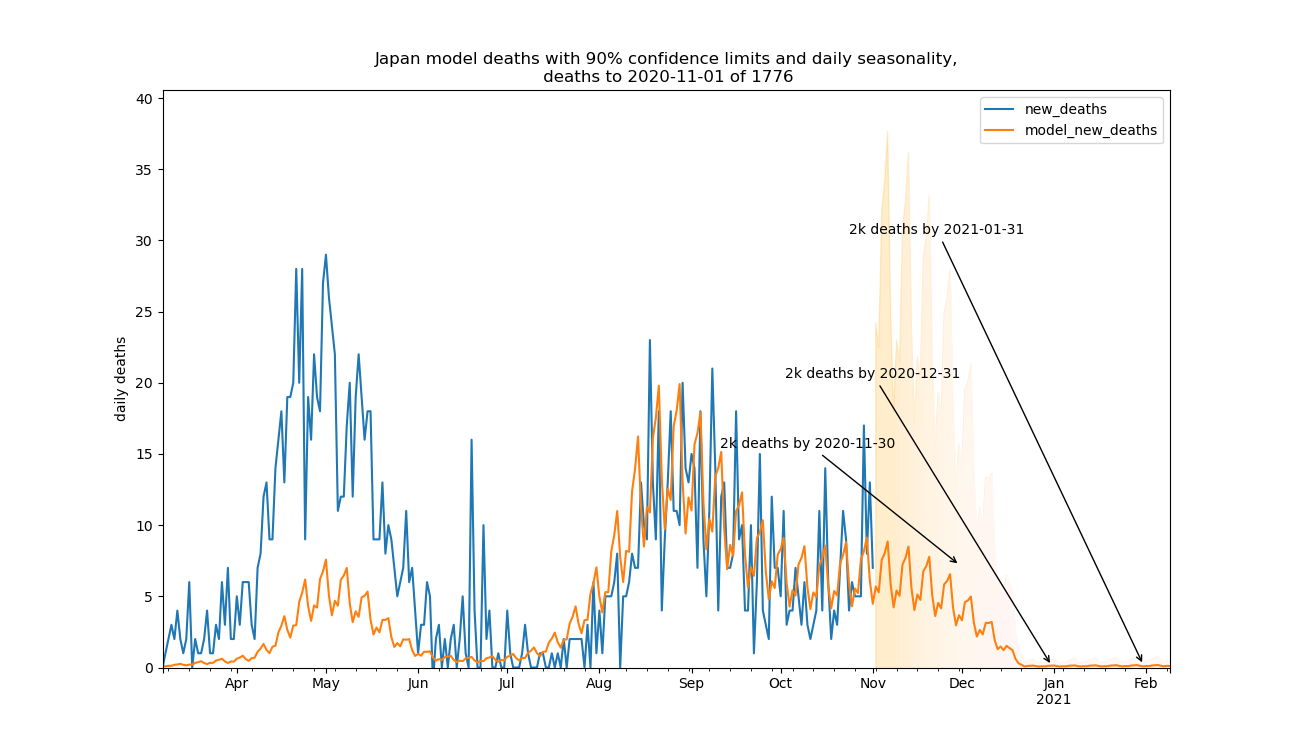 Japan model deaths with 90% confidence limits and daily seasonality,
deaths to 2020-11-01 of 1776
new_deaths
model_new_deaths
daily deaths
40
35
30
25
20
15
10
5
0
2k deaths by 2021-01-31
2k deaths by 2020-12-31
2k deaths by 2020-11-30
Apr May Jun Jul Aug Sep Oct Nov Dec Jan Feb
2021